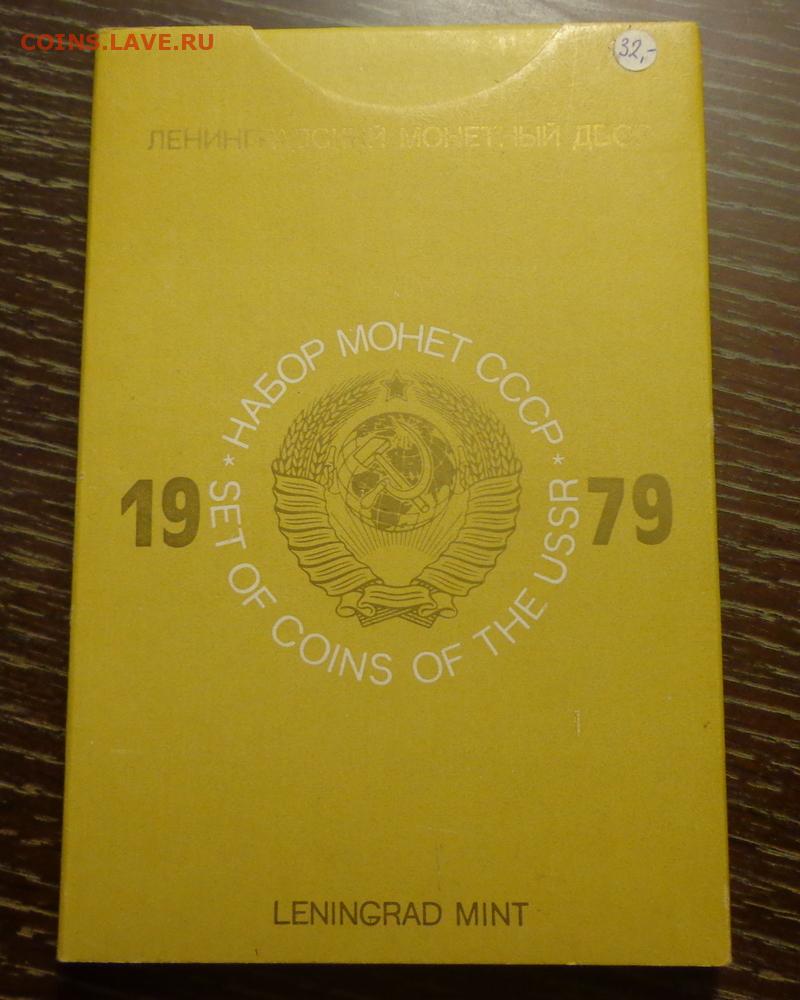 COINS.LAVE.RU
32,-
ЛЕНИНГРАДСКИЙ МОНЕТНЫЙ ДВОР
* НАБОР МОНЕТ СССР *
19 79
SET OF COINS OF THE USSR
LENINGRAD MINT